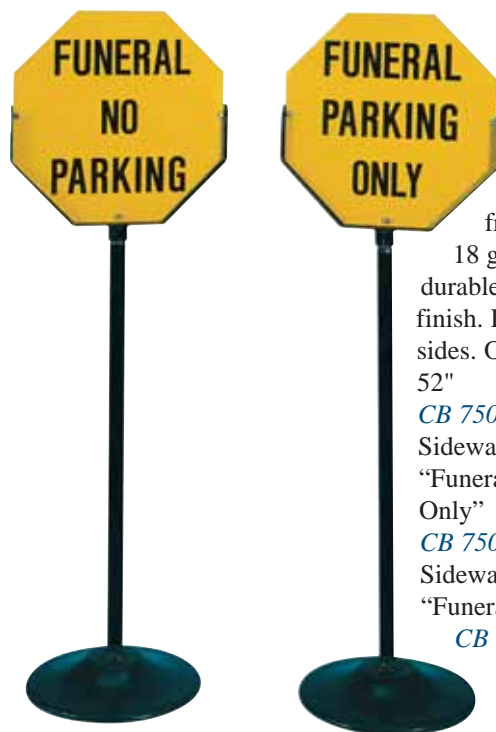 FUNERAL
NO
PARKING
FUNERAL
PARKING
ONLY
fr
18 g
durable
finish.
sides. O
52"
CB 750
Sidewa
“Funera
Only”
CB 750
Sidewa
“Funera
CB